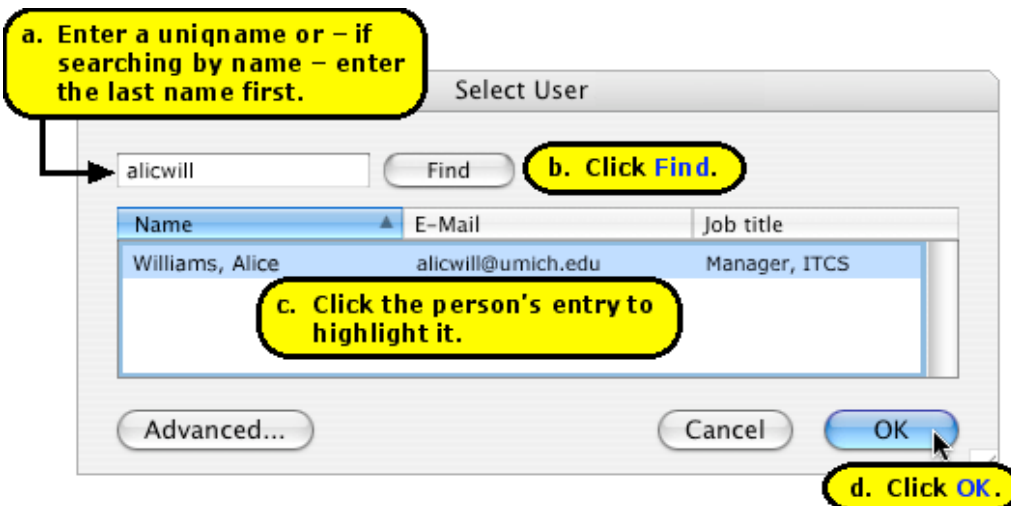 a. Enter a uniqname or – if
searching by name – enter
the last name first.
Select User
alicwill
Find
b. Click Find.
Name E-Mail Job title
Williams, Alice alicwill@umich.edu Manager, ITCS
c. Click the person's entry to
highlight it.
Advanced... Cancel OK
d. Click OK.